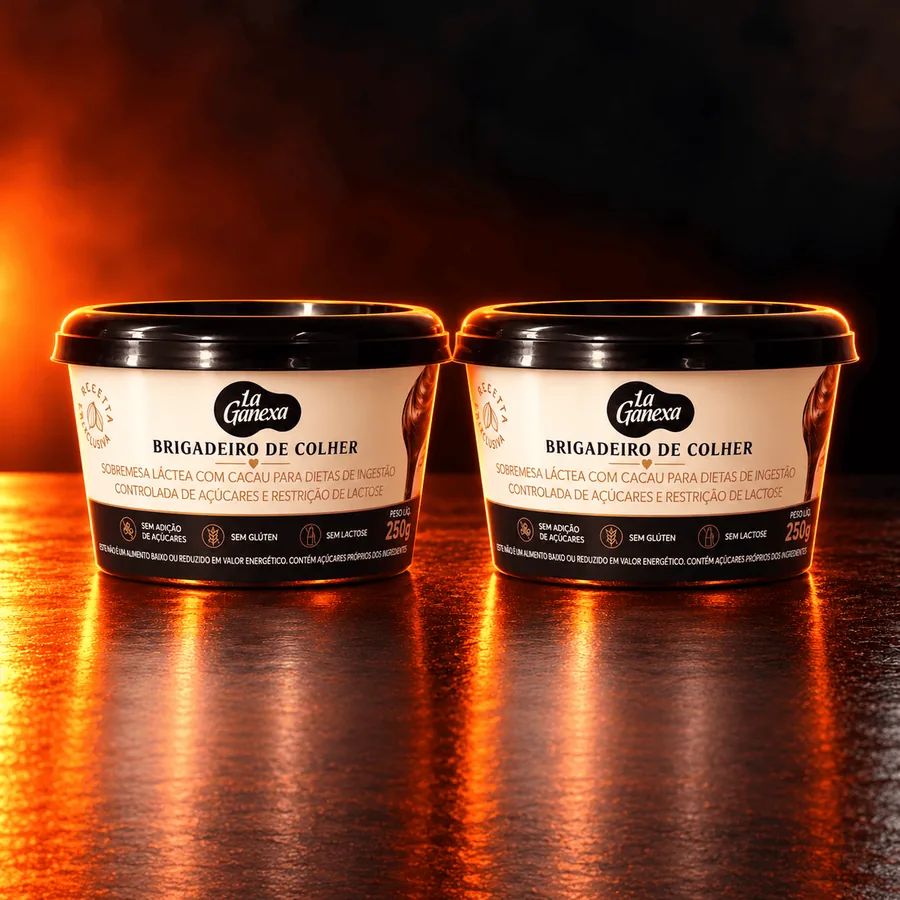 RECEITA
EXCLUSIVA
La
Ganexa
BRIGADEIRO DE COLHER
SOBREMESA LÁCTEA COM CACAU PARA DIETAS DE INGESTÃO
CONTROLADA DE AÇÚCARES E RESTRIÇÃO DE LACTOSE
SEM ADIÇÃO
DE AÇÚCARES
SEM GLÚTEN
SEM LACTOSE
PESO LÍQ.
250g
ESTE NÃO É UM ALIMENTO BAIXO OU REDUZIDO EM VALOR ENERGÉTICO. CONTÉM AÇÚCARES PRÓPRIOS DOS INGREDIENTES
RECEITA
EXCLUSIVA
La
Ganexa
BRIGADEIRO DE COLHER
SOBREMESA LÁCTEA COM CACAU PARA DIETAS DE INGESTÃO
CONTROLADA DE AÇÚCARES E RESTRIÇÃO DE LACTOSE
SEM ADIÇÃO
DE AÇÚCARES
SEM GLÚTEN
SEM LACTOSE
PESO LÍQ.
250g
ESTE NÃO É UM ALIMENTO BAIXO OU REDUZIDO EM VALOR ENERGÉTICO. CONTÉM AÇÚCARES PRÓPRIOS DOS INGREDIENTES